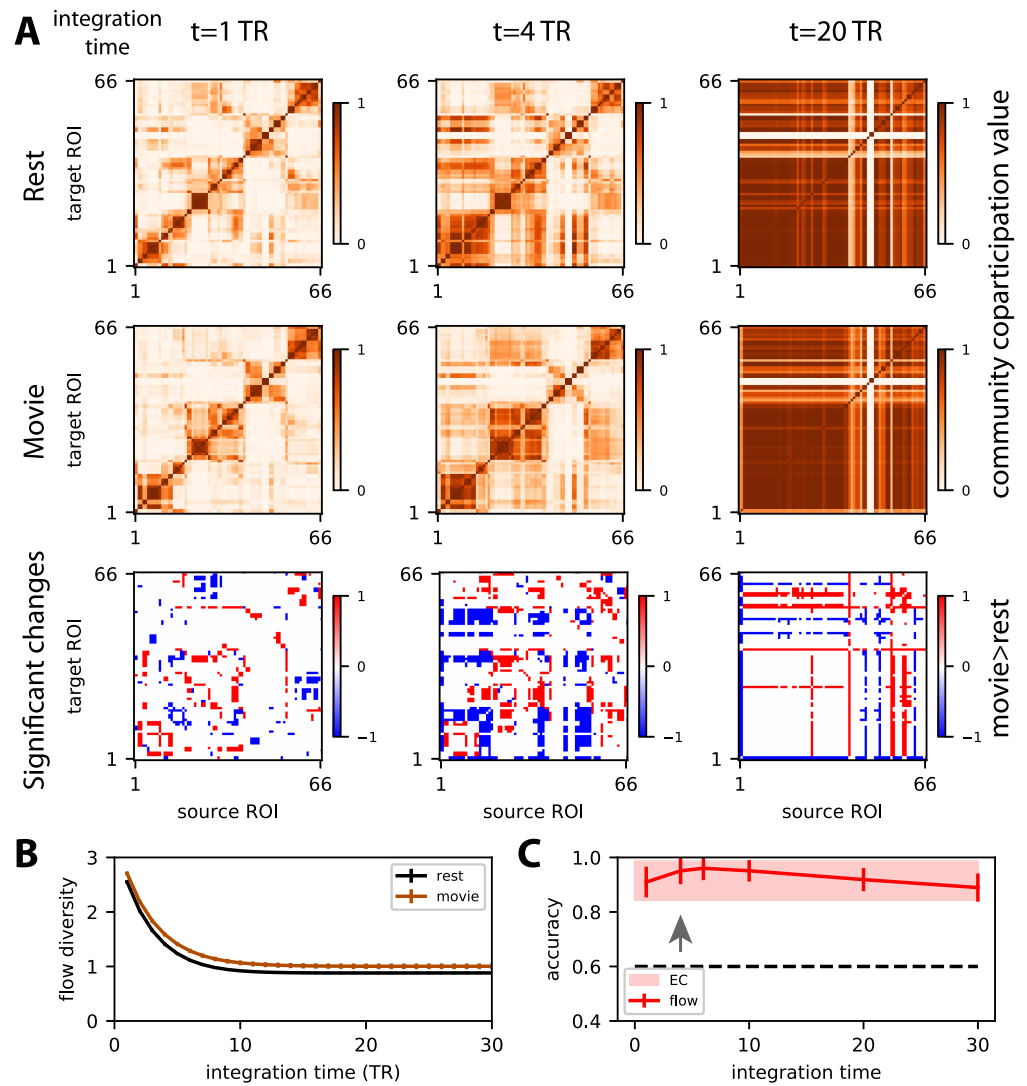 A
integration
time
t=1 TR
t=4 TR
t=20 TR
Rest
target ROI
66
1
1
66
1
0
66
1
1
66
1
0
66
1
1
66
1
0
community coparticipation value
Movie
target ROI
66
1
1
66
1
0
66
1
1
66
1
0
66
1
1
66
1
0
Significant changes
target ROI
66
1
1
66
source ROI
1
0
−1
66
1
1
66
source ROI
1
0
−1
66
1
1
66
source ROI
1
0
−1
movie>rest
B
flow diversity
3
2
1
0
0
10
20
30
integration time (TR)
rest
movie
C
accuracy
1.0
0.8
0.6
0.4
0
10
20
30
integration time
EC
flow